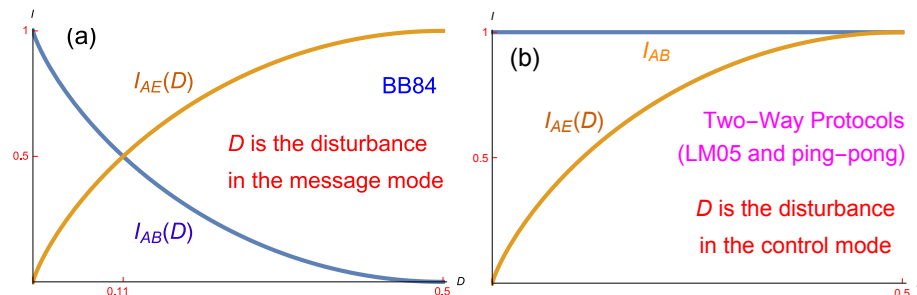 I
(a)
1
I_AE(D)
BB84
D is the disturbance
in the message mode
0.5
I_AB(D)
0.11
0.5
D
I
1
(b)
I_AB
I_AE(D)
Two-Way Protocols
(LM05 and ping-pong)
0.5
D is the disturbance
in the control mode
0.5